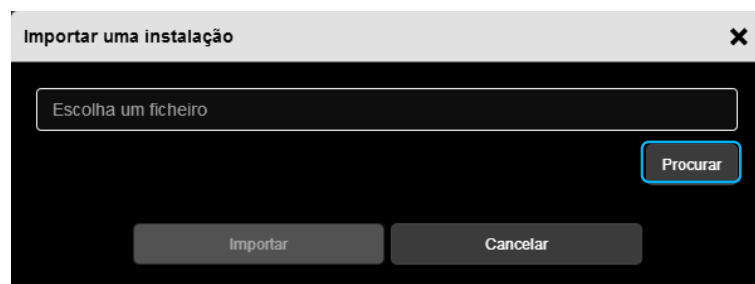 Importar uma instalação
Escolha um ficheiro
Procurar
Importar
Cancelar